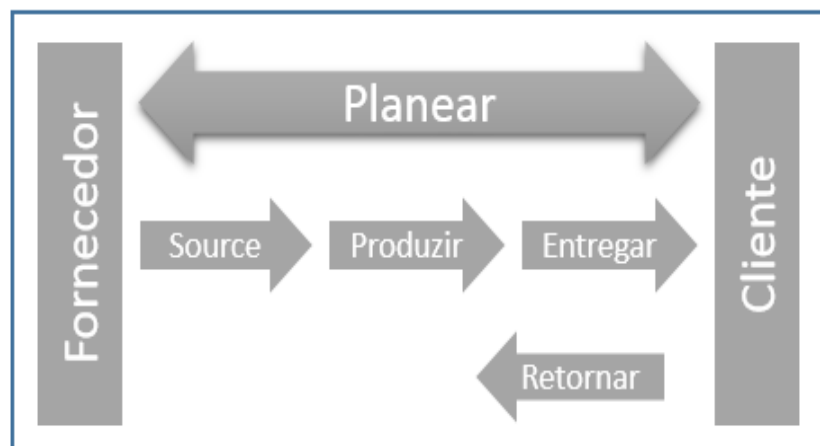 Fornecedor
Planear
Source
Produzir
Entregar
Retornar
Cliente